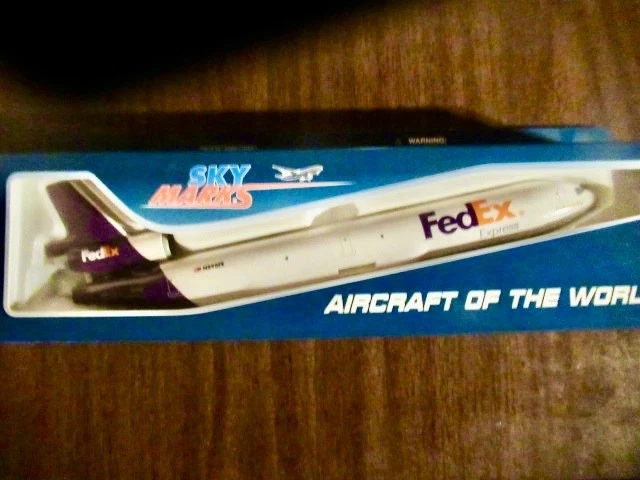 WARNING:
SKY
MARKS
FedEx
Express
FedEx
AIRCRAFT OF THE WORL